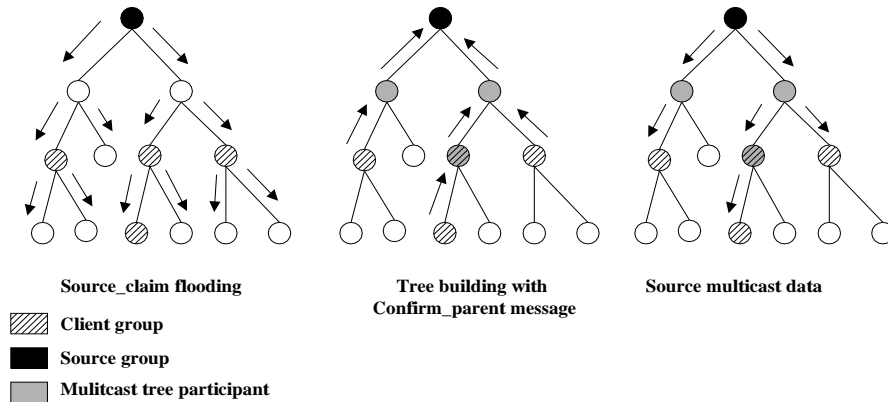 Source_claim flooding
Tree building with
Confirm_parent message
Source multicast data
Client group
Source group
Mulitcast tree participant